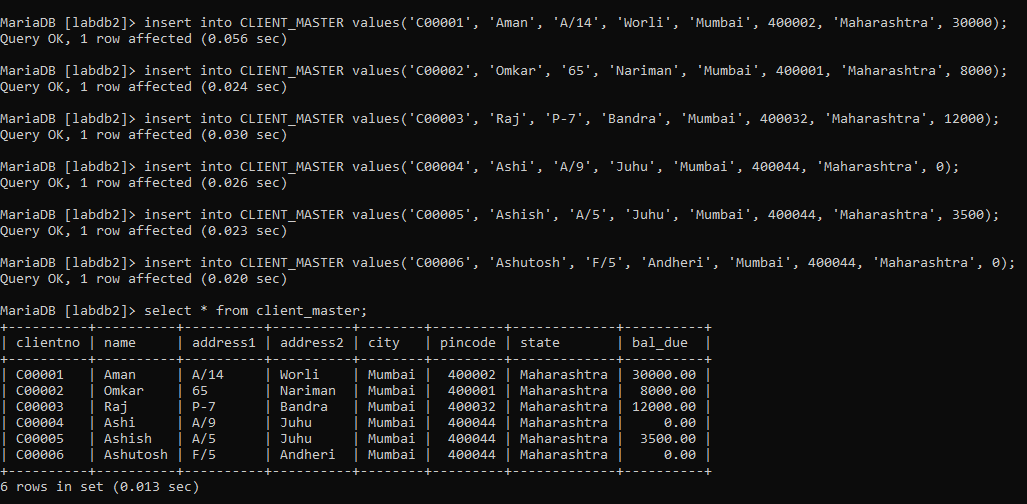 MariaDB [labdb2]> insert into CLIENT_MASTER values('C00001', 'Aman', 'A/14', 'Worli', 'Mumbai', 400002, 'Maharashtra', 30000);
Query OK, 1 row affected (0.056 sec)
MariaDB [labdb2]> insert into CLIENT_MASTER values('C00002', 'Omkar', '65', 'Nariman', 'Mumbai', 400001, 'Maharashtra', 8000);
Query OK, 1 row affected (0.024 sec)
MariaDB [labdb2]> insert into CLIENT_MASTER values('C00003', 'Raj', 'P-7', 'Bandra', 'Mumbai', 400032, 'Maharashtra', 12000);
Query OK, 1 row affected (0.030 sec)
MariaDB [labdb2]> insert into CLIENT_MASTER values('C00004', 'Ashi', 'A/9', 'Juhu', 'Mumbai', 400044, 'Maharashtra', 0);
Query OK, 1 row affected (0.026 sec)
MariaDB [labdb2]> insert into CLIENT_MASTER values('C00005', 'Ashish', 'A/5', 'Juhu', 'Mumbai', 400044, 'Maharashtra', 3500);
Query OK, 1 row affected (0.023 sec)
MariaDB [labdb2]> insert into CLIENT_MASTER values('C00006', 'Ashutosh', 'F/5', 'Andheri', 'Mumbai', 400044, 'Maharashtra', 0);
Query OK, 1 row affected (0.020 sec)
MariaDB [labdb2]> select * from client_master;
+----------+----------+----------+----------+--------+---------+-------------+----------+
| clientno | name     | address1 | address2 | city   | pincode | state       | bal_due  |
+----------+----------+----------+----------+--------+---------+-------------+----------+
| C00001   | Aman     | A/14     | Worli    | Mumbai |  400002 | Maharashtra | 30000.00 |
| C00002   | Omkar    | 65       | Nariman  | Mumbai |  400001 | Maharashtra |  8000.00 |
| C00003   | Raj      | P-7      | Bandra   | Mumbai |  400032 | Maharashtra | 12000.00 |
| C00004   | Ashi     | A/9      | Juhu     | Mumbai |  400044 | Maharashtra |     0.00 |
| C00005   | Ashish   | A/5      | Juhu     | Mumbai |  400044 | Maharashtra |  3500.00 |
| C00006   | Ashutosh | F/5      | Andheri  | Mumbai |  400044 | Maharashtra |     0.00 |
+----------+----------+----------+----------+--------+---------+-------------+----------+
6 rows in set (0.013 sec)